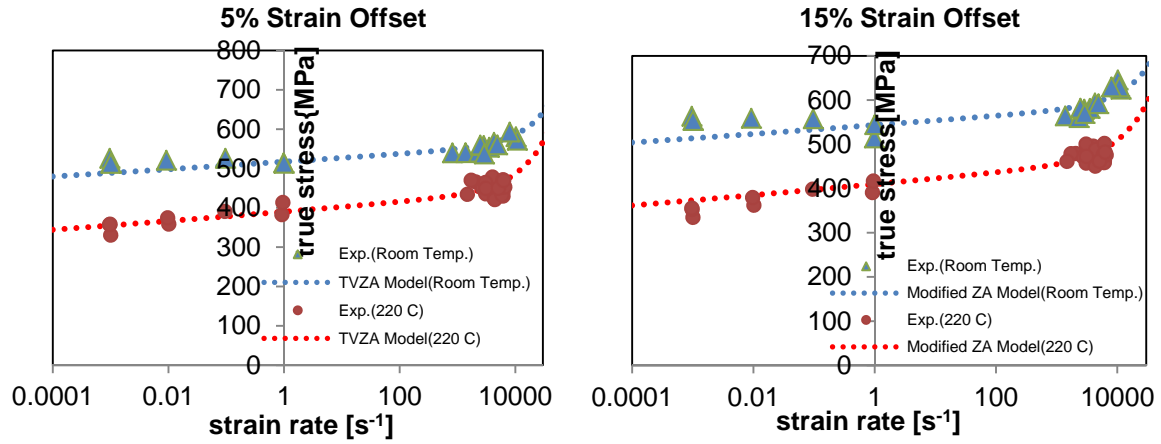 5% Strain Offset
true stress{MPa]
800
700
600
500
400
300
200
100
0
Exp.(Room Temp.)
TVZA Model(Room Temp.)
Exp.(220 C)
TVZA Model(220 C)
0.0001 0.01 1 100 10000
strain rate [s-1]
15% Strain Offset
true stress[MPa]
700
600
500
400
300
200
100
0
Exp.(Room Temp.)
Modified ZA Model(Room Temp.)
Exp.(220 C)
Modified ZA Model(220 C)
0.0001 0.01 1 100 10000
strain rate [s-1]